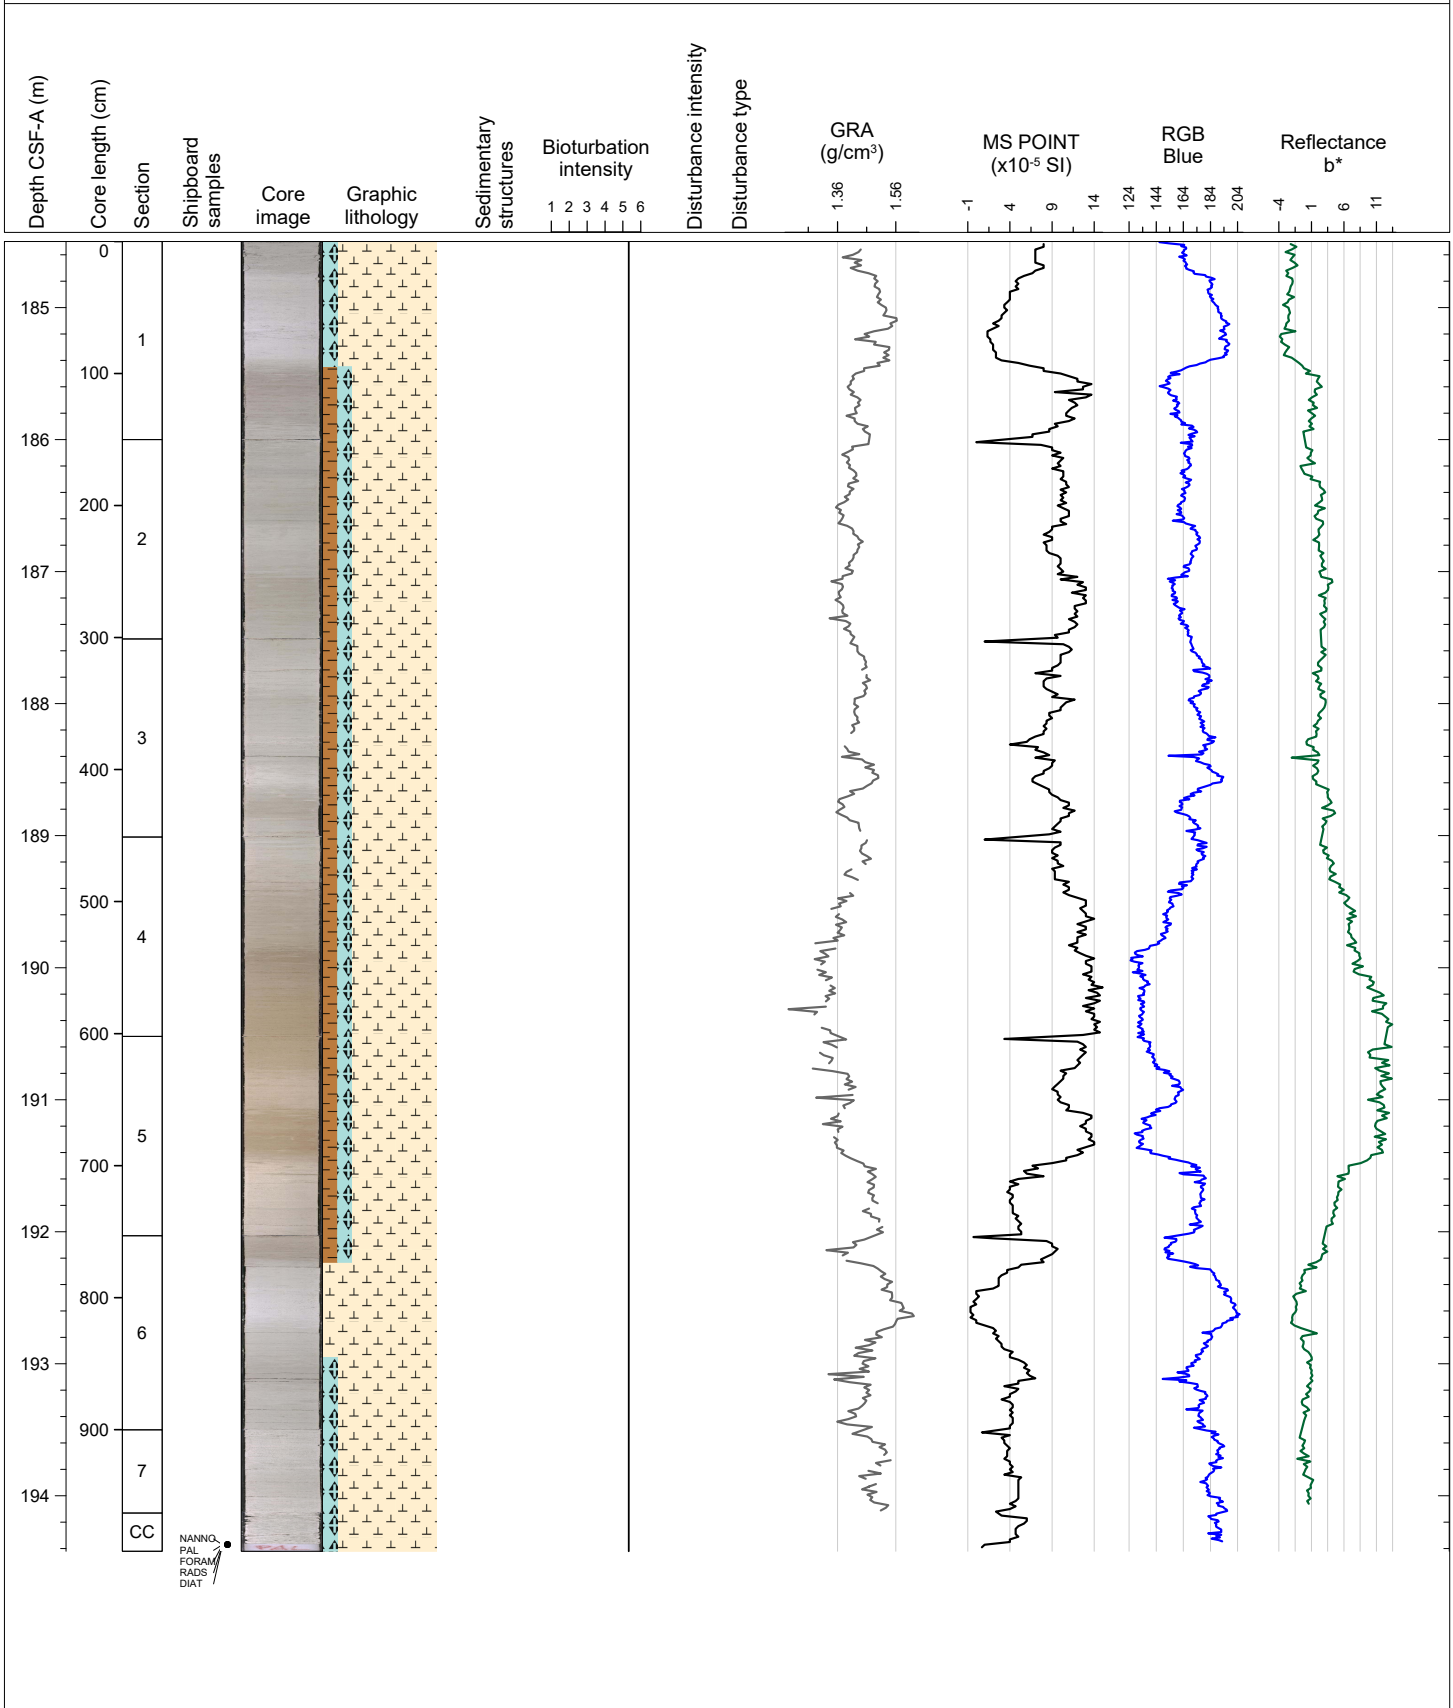 Depth CSF-A (m)
Core length (cm)
Section
Shipboard
samples
Core
image
Graphic
lithology
Sedimentary
structures
Bioturbation
intensity
1 2 3 4 5 6
Disturbance intensity
Disturbance type
GRA
(g/cm³)
1.36 1.56
MS POINT
(x10⁻⁵ SI)
-1 4 9 14
RGB
Blue
124 144 164 184 204
Reflectance
b*
-4 1 6 11
0
185
1
100
186
200
2
187
300
188
3
400
189
500
4
190
600
191
5
700
192
800
6
193
900
7
194
CC
NANNO
PAL
FORAM
RADS
DIAT